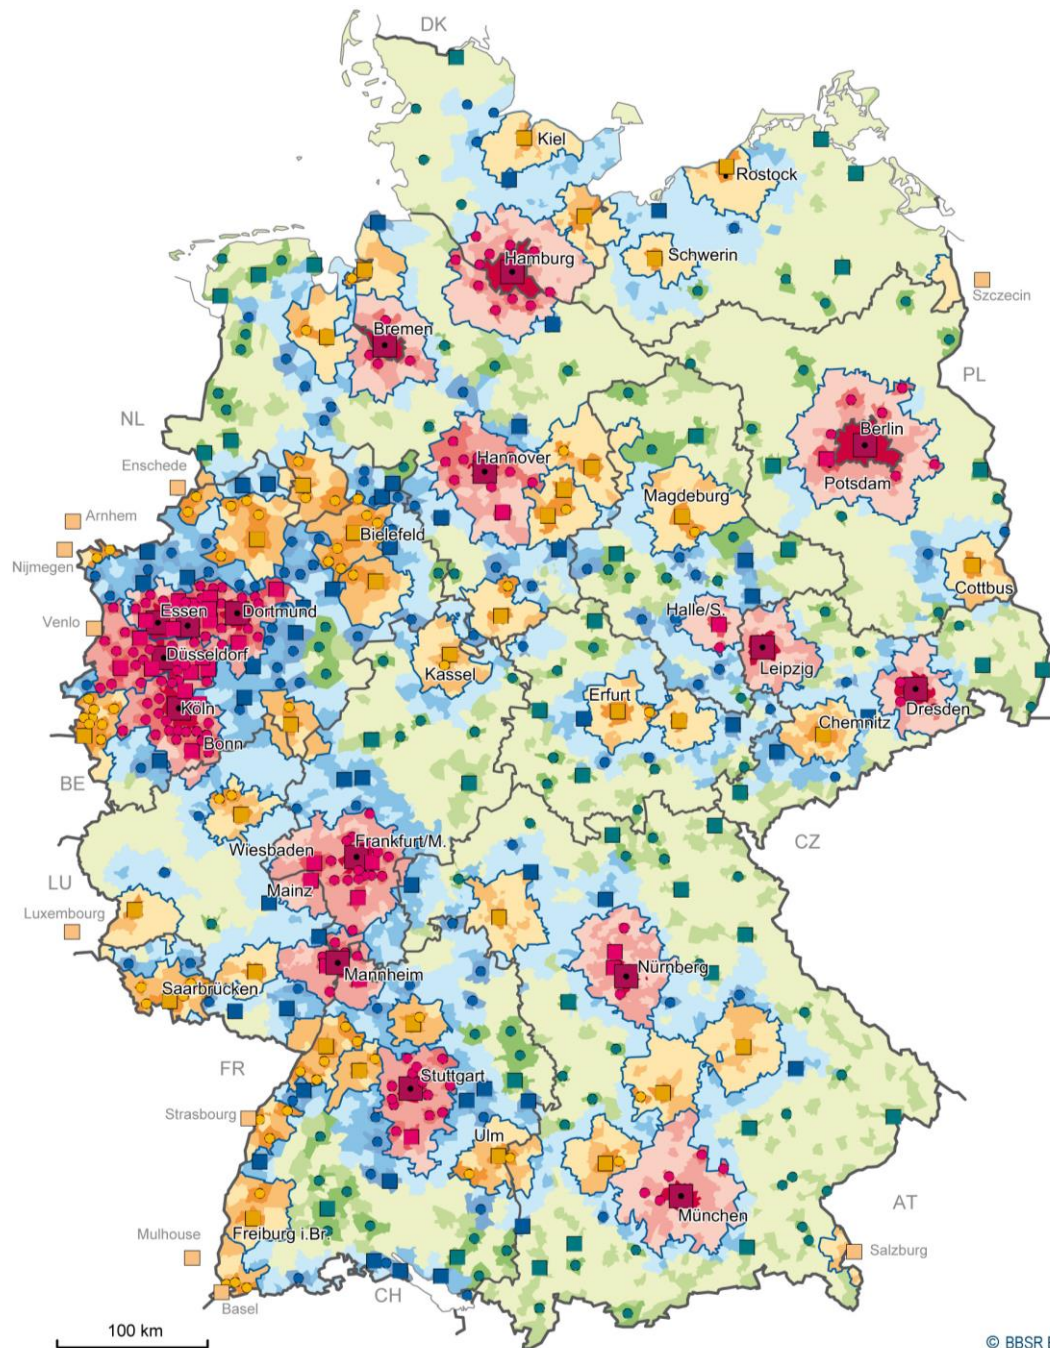 DK
Kiel
Rostock
Hamburg
Schwerin
Szczecin
Bremen
PL
NL
Berlin
Enschede
Hannover
Potsdam
Magdeburg
Arnhem
Bielefeld
Nijmegen
Cottbus
Essen
Dortmund
Halle/S.
Venlo
Düsseldorf
Leipzig
Kassel
Erfurt
Köln
Dresden
Chemnitz
Bonn
BE
CZ
Wiesbaden
Frankfurt/M.
LU
Mainz
Luxembourg
Nürnberg
Mannheim
Saarbrücken
FR
Stuttgart
Strasbourg
Ulm
AT
München
Mulhouse
Freiburg i.Br.
Salzburg
CH
Basel
100 km
© BBSR